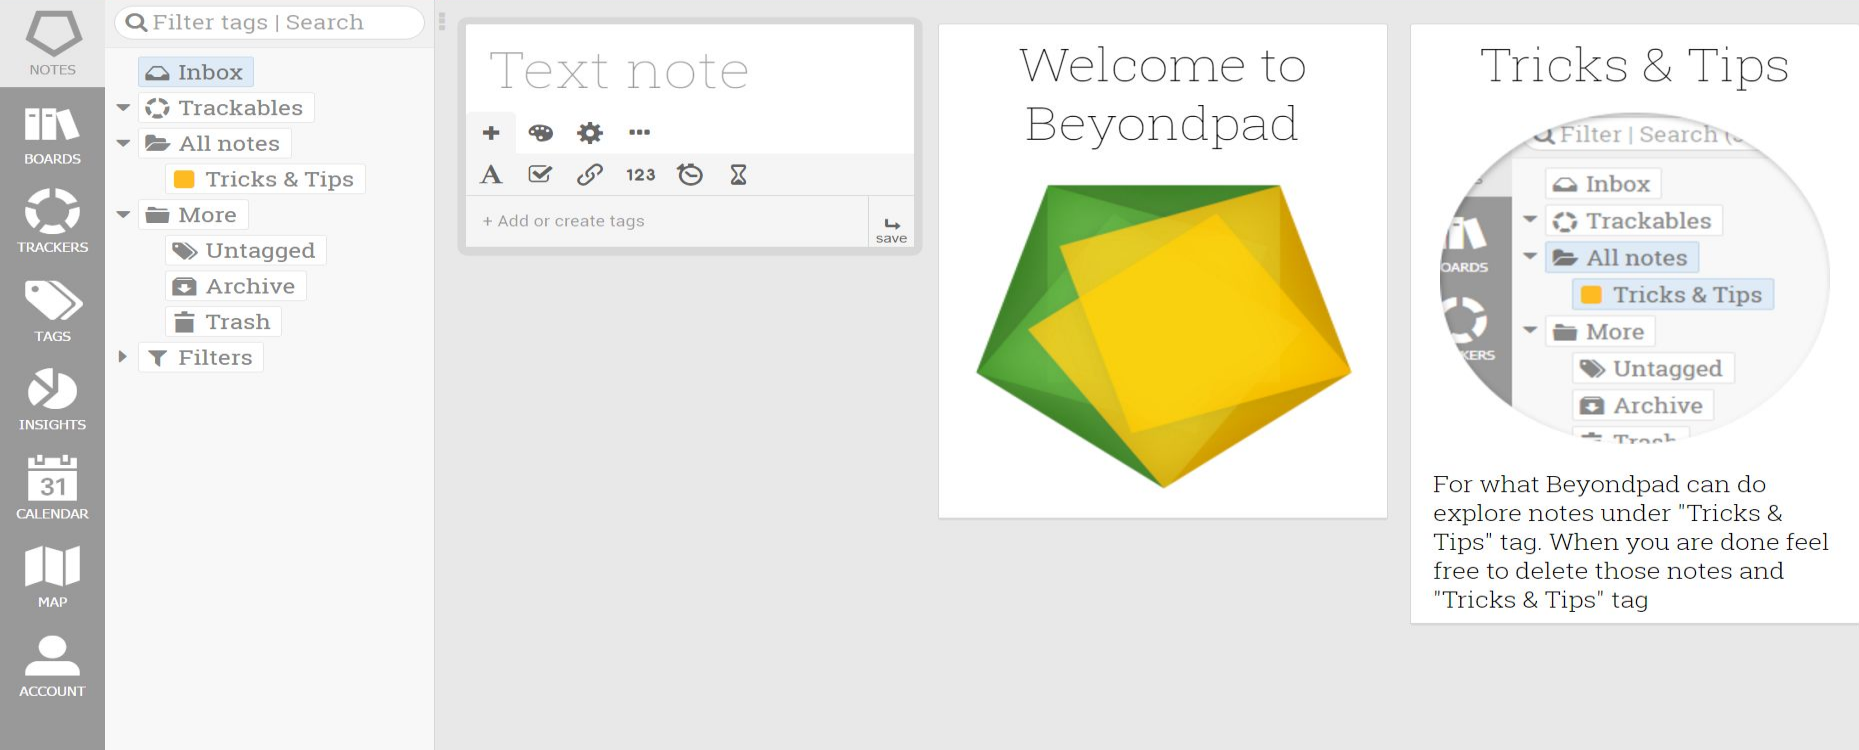 NOTES
BOARDS
TRACKERS
TAGS
INSIGHTS
31
CALENDAR
MAP
ACCOUNT
Filter tags | Search
Inbox
Trackables
All notes
Tricks & Tips
More
Untagged
Archive
Trash
Filters
Text note
A
123
+ Add or create tags
save
Welcome to
Beyondpad
Tricks & Tips
Filter | Search
Inbox
Trackables
OARDS
All notes
Tricks & Tips
More
KERS
Untagged
Archive
Trash
For what Beyondpad can do
explore notes under "Tricks &
Tips" tag. When you are done feel
free to delete those notes and
"Tricks & Tips" tag